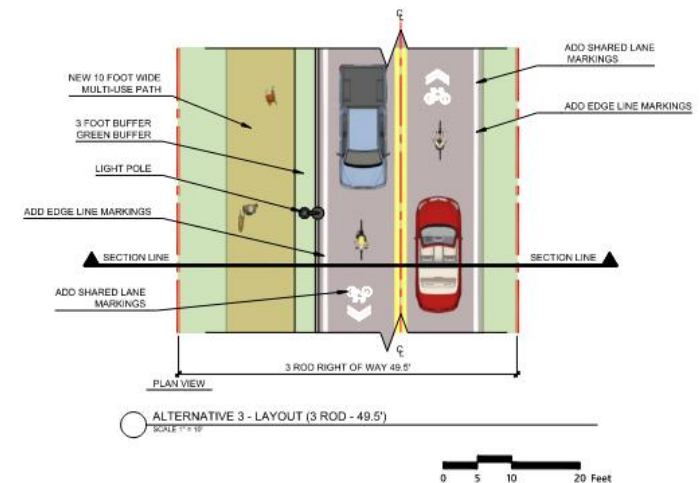 ℄
ADD SHARED LANE
MARKINGS
NEW 10 FOOT WIDE
MULTI-USE PATH
ADD EDGE LINE MARKINGS
3 FOOT BUFFER
GREEN BUFFER
LIGHT POLE
ADD EDGE LINE MARKINGS
SECTION LINE
SECTION LINE
ADD SHARED LANE
MARKINGS
℄
3 ROD RIGHT OF WAY 49.5'
PLAN VIEW
ALTERNATIVE 3 - LAYOUT (3 ROD - 49.5')
SCALE 1" = 10'
0 5 10 20 Feet